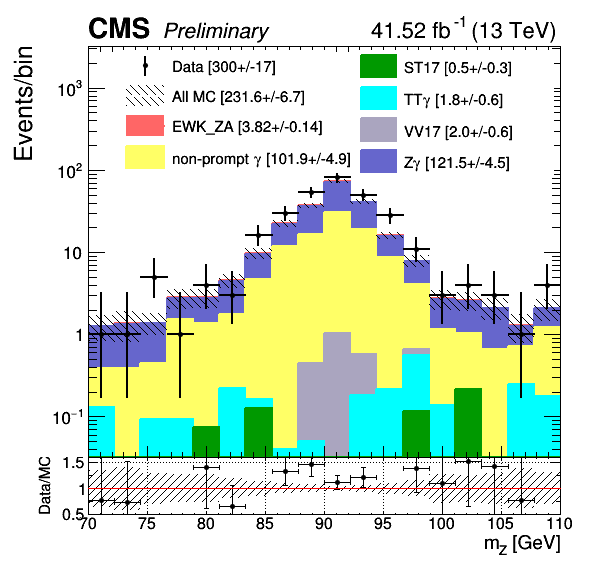 CMS Preliminary 41.52 fb⁻¹ (13 TeV)
Events/bin
10³
10²
10
1
10⁻¹
Data [300+/-17]
All MC [231.6+/-6.7]
EWK_ZA [3.82+/-0.14]
non-prompt γ [101.9+/-4.9]
ST17 [0.5+/-0.3]
TTγ [1.8+/-0.6]
VV17 [2.0+/-0.6]
Zγ [121.5+/-4.5]
Data/MC
1.5
1
0.5
70 75 80 85 90 95 100 105 110
m_Z [GeV]